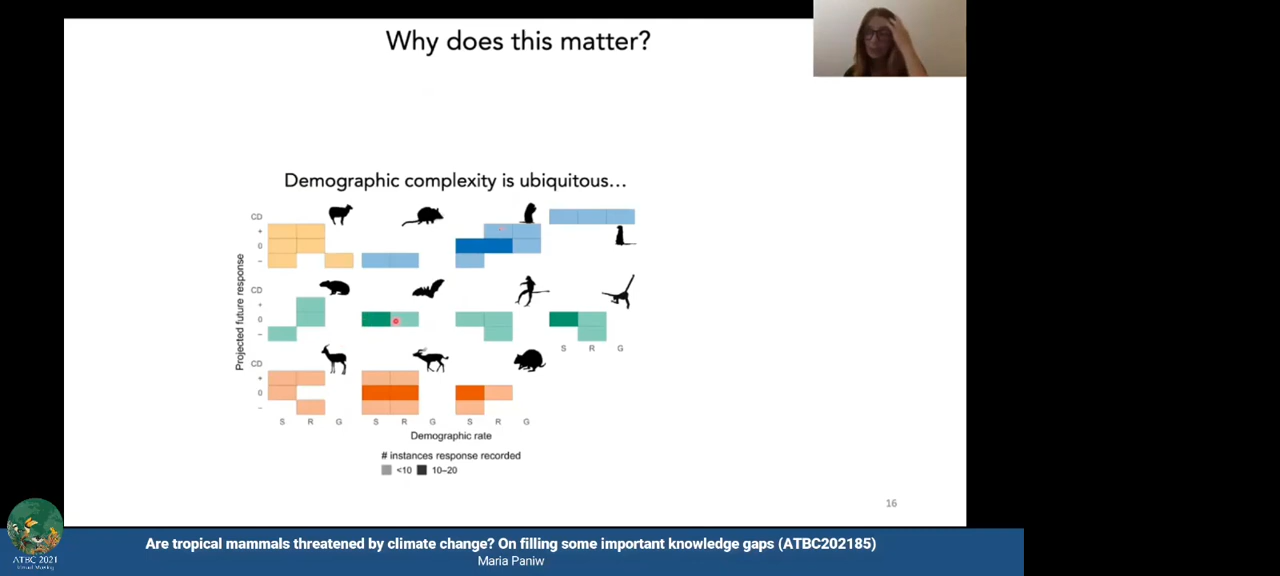 Why does this matter?
Demographic complexity is ubiquitous…
CD
+
0
–
CD
+
0
–
S R G
CD
+
0
–
S R G S R G S R G
Projected future response
Demographic rate
# instances response recorded
<10 10–20
16
ATBC 2021
Are tropical mammals threatened by climate change? On filling some important knowledge gaps (ATBC202185)
Maria Paniw